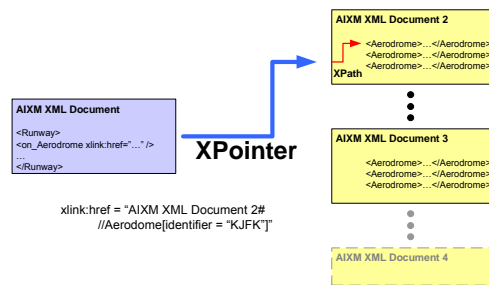 AIXM XML Document 2
<Aerodrome>…</Aerodrome>
<Aerodrome>…</Aerodrome>
<Aerodrome>…</Aerodrome>
XPath
AIXM XML Document
<Runway>
<on_Aerodrome xlink:href="…" />
…
</Runway>
XPointer
AIXM XML Document 3
<Aerodrome>…</Aerodrome>
<Aerodrome>…</Aerodrome>
<Aerodrome>…</Aerodrome>
xlink:href = "AIXM XML Document 2#
//Aerodome[identifier = "KJFK"]"
AIXM XML Document 4